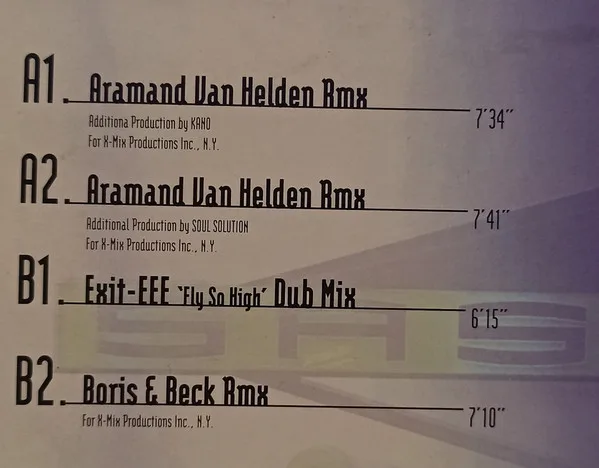 A1. Aramand Van Helden Rmx 7'34"
Additiona Production by KANO
For X-Mix Productions Inc., N.Y.
A2. Aramand Van Helden Rmx 7'41"
Additional Production by SOUL SOLUTION
For X-Mix Productions Inc., N.Y.
B1. Exit-EEE 'Fly So High' Dub Mix 6'15"
SAS
B2. Boris & Beck Rmx 7'10"
For X-Mix Productions Inc., N.Y.